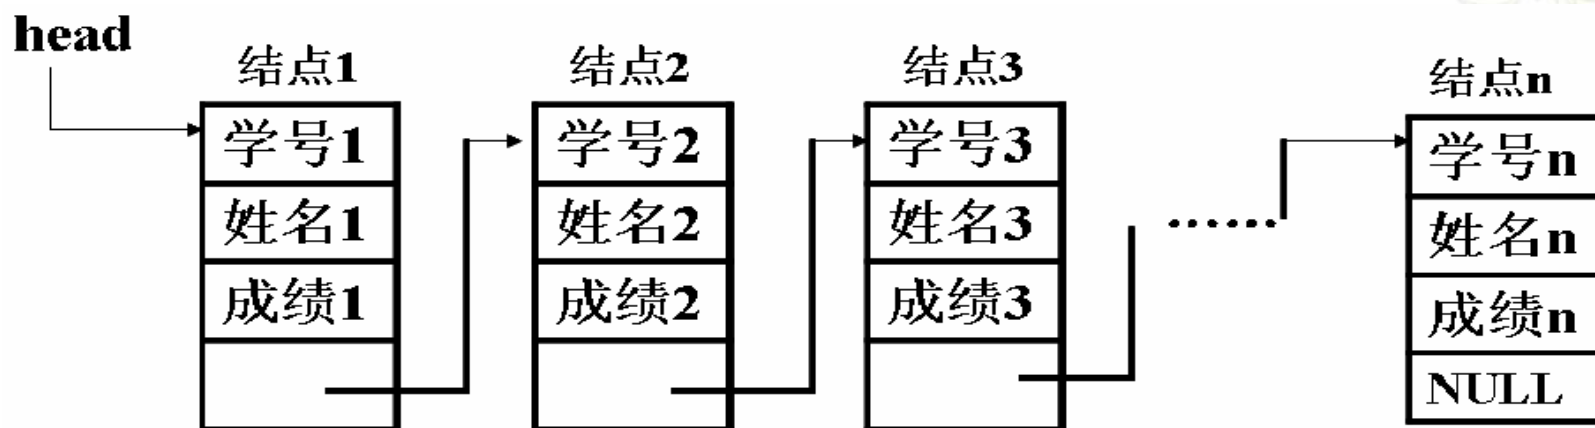 head
结点1
学号1
姓名1
成绩1
结点2
学号2
姓名2
成绩2
结点3
学号3
姓名3
成绩3
……
结点n
学号n
姓名n
成绩n
NULL